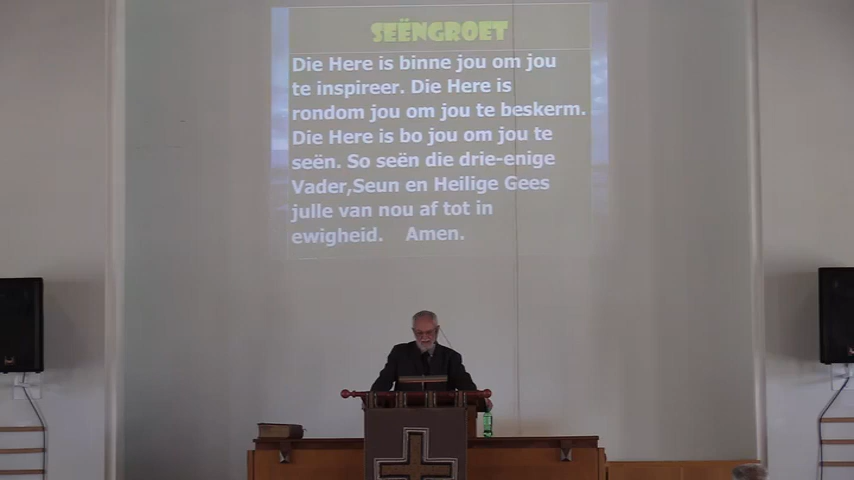 SEËNGROET
Die Here is binne jou om jou
te inspireer. Die Here is
rondom jou om jou te beskerm.
Die Here is bo jou om jou te
seën. So seën die drie-enige
Vader,Seun en Heilige Gees
julle van nou af tot in
ewigheid. Amen.